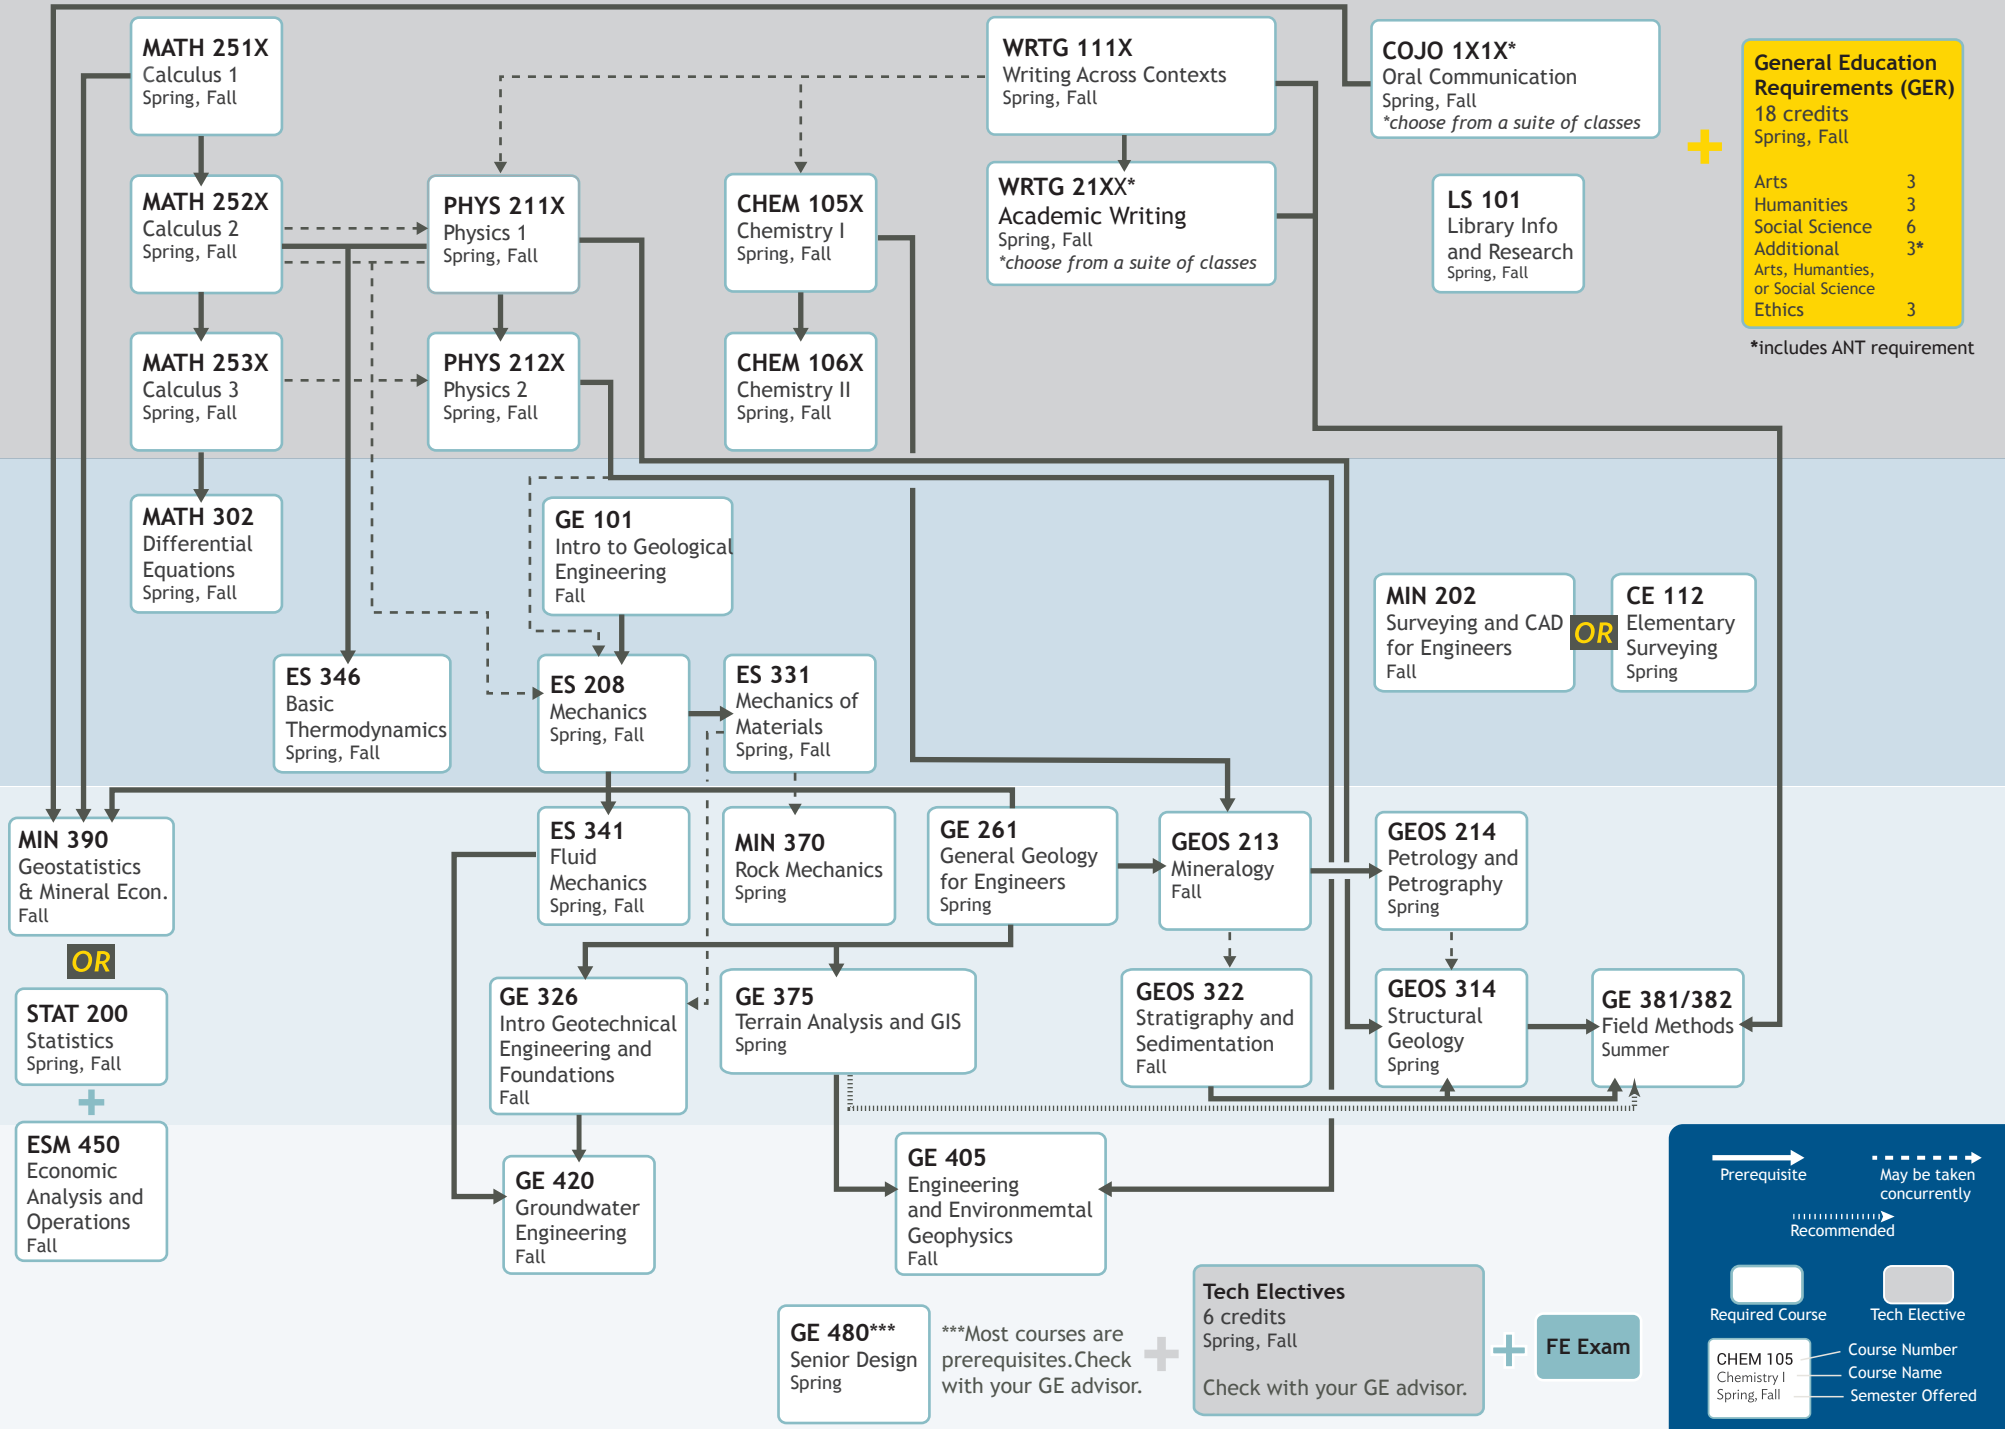 MATH 251X
Calculus 1
Spring, Fall
WRTG 111X
Writing Across Contexts
Spring, Fall
COJO 1X1X*
Oral Communication
Spring, Fall
*choose from a suite of classes
General Education
Requirements (GER)
18 credits
Spring, Fall
Arts 3
Humanities 3
Social Science 6
Additional 3*
Arts, Humanties,
or Social Science
Ethics 3
*includes ANT requirement
MATH 252X
Calculus 2
Spring, Fall
PHYS 211X
Physics 1
Spring, Fall
CHEM 105X
Chemistry I
Spring, Fall
WRTG 21XX*
Academic Writing
Spring, Fall
*choose from a suite of classes
LS 101
Library Info
and Research
Spring, Fall
MATH 253X
Calculus 3
Spring, Fall
PHYS 212X
Physics 2
Spring, Fall
CHEM 106X
Chemistry II
Spring, Fall
MATH 302
Differential
Equations
Spring, Fall
GE 101
Intro to Geological
Engineering
Fall
MIN 202
Surveying and CAD
for Engineers
Fall
OR
CE 112
Elementary
Surveying
Spring
ES 346
Basic
Thermodynamics
Spring, Fall
ES 208
Mechanics
Spring, Fall
ES 331
Mechanics of
Materials
Spring, Fall
MIN 390
Geostatistics
& Mineral Econ.
Fall
OR
STAT 200
Statistics
Spring, Fall
ESM 450
Economic
Analysis and
Operations
Fall
ES 341
Fluid
Mechanics
Spring, Fall
MIN 370
Rock Mechanics
Spring
GE 261
General Geology
for Engineers
Spring
GEOS 213
Mineralogy
Fall
GEOS 214
Petrology and
Petrography
Spring
GE 326
Intro Geotechnical
Engineering and
Foundations
Fall
GE 375
Terrain Analysis and GIS
Spring
GEOS 322
Stratigraphy and
Sedimentation
Fall
GEOS 314
Structural
Geology
Spring
GE 381/382
Field Methods
Summer
GE 420
Groundwater
Engineering
Fall
GE 405
Engineering
and Environmemtal
Geophysics
Fall
GE 480***
Senior Design
Spring
***Most courses are
prerequisites.Check
with your GE advisor.
Tech Electives
6 credits
Spring, Fall
Check with your GE advisor.
FE Exam
Prerequisite
May be taken
concurrently
Recommended
Required Course
Tech Elective
CHEM 105
Chemistry I
Spring, Fall
Course Number
Course Name
Semester Offered